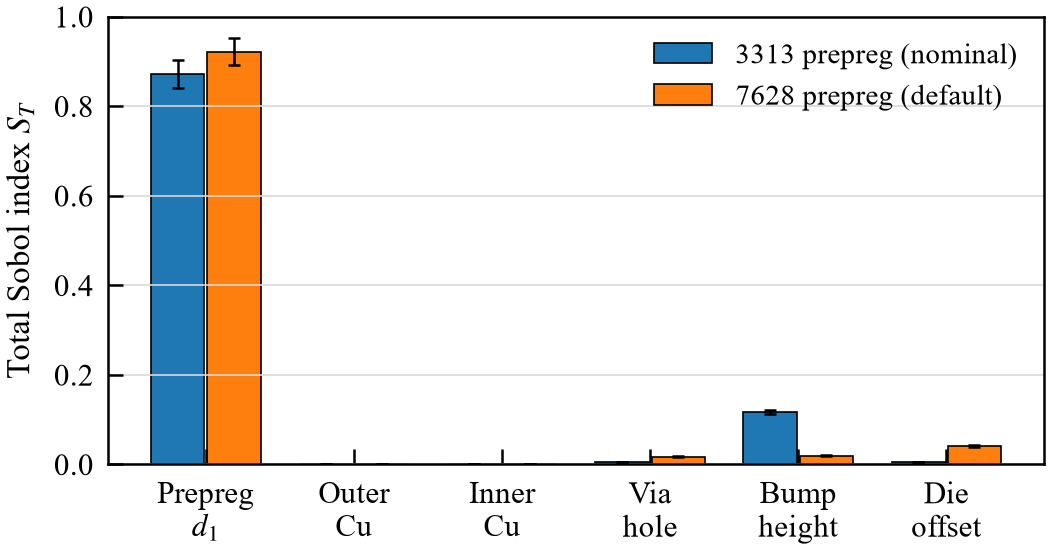 Total Sobol index S_T
1.0
0.8
0.6
0.4
0.2
0.0
3313 prepreg (nominal)
7628 prepreg (default)
Prepreg
d₁
Outer
Cu
Inner
Cu
Via
hole
Bump
height
Die
offset